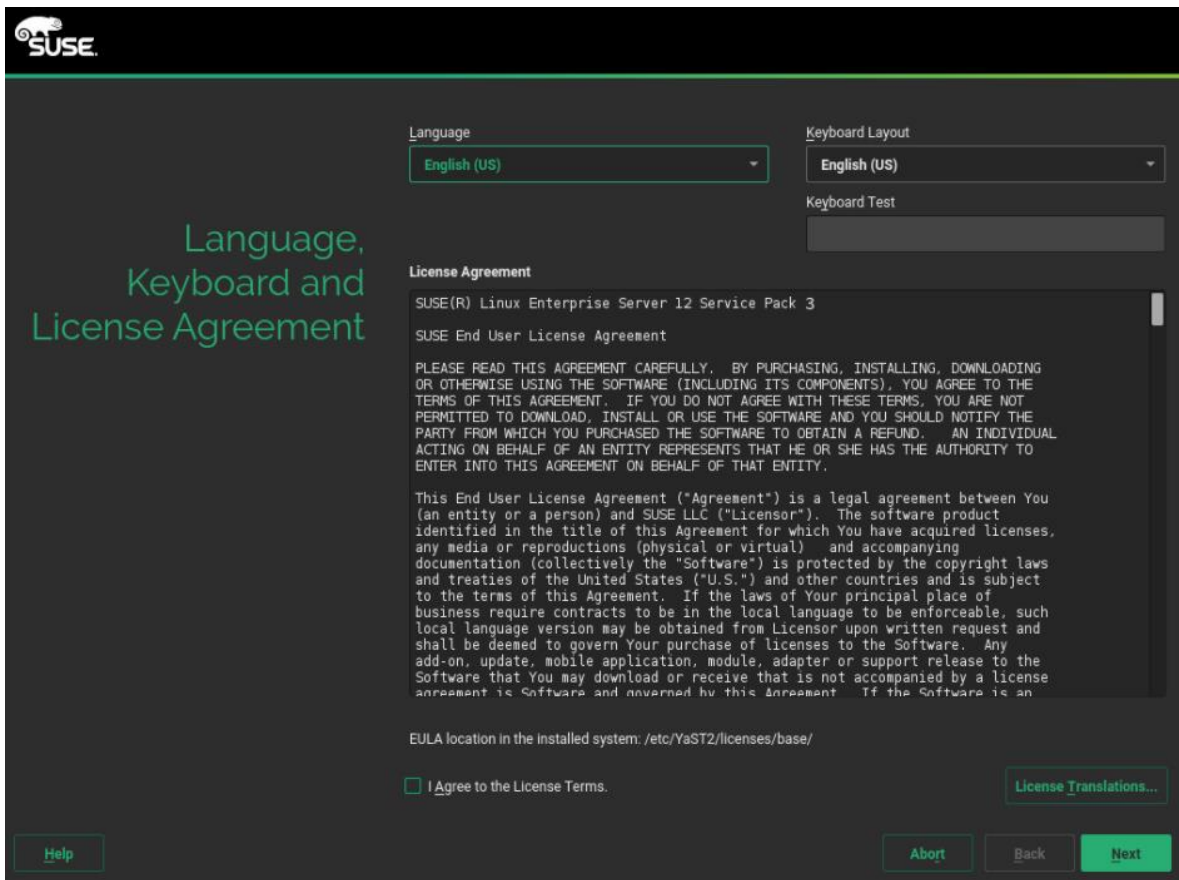 SUSE.
Language
English (US)
Keyboard Layout
English (US)
Keyboard Test
Language,
Keyboard and
License Agreement
License Agreement
SUSE(R) Linux Enterprise Server 12 Service Pack 3
SUSE End User License Agreement
PLEASE READ THIS AGREEMENT CAREFULLY.  BY PURCHASING, INSTALLING, DOWNLOADING
OR OTHERWISE USING THE SOFTWARE (INCLUDING ITS COMPONENTS), YOU AGREE TO THE
TERMS OF THIS AGREEMENT.  IF YOU DO NOT AGREE WITH THESE TERMS, YOU ARE NOT
PERMITTED TO DOWNLOAD, INSTALL OR USE THE SOFTWARE AND YOU SHOULD NOTIFY THE
PARTY FROM WHICH YOU PURCHASED THE SOFTWARE TO OBTAIN A REFUND.   AN INDIVIDUAL
ACTING ON BEHALF OF AN ENTITY REPRESENTS THAT HE OR SHE HAS THE AUTHORITY TO
ENTER INTO THIS AGREEMENT ON BEHALF OF THAT ENTITY.
This End User License Agreement ("Agreement") is a legal agreement between You
(an entity or a person) and SUSE LLC ("Licensor").  The software product
identified in the title of this Agreement for which You have acquired licenses,
any media or reproductions (physical or virtual)   and accompanying
documentation (collectively the "Software") is protected by the copyright laws
and treaties of the United States ("U.S.") and other countries and is subject
to the terms of this Agreement.  If the laws of Your principal place of
business require contracts to be in the local language to be enforceable, such
local language version may be obtained from Licensor upon written request and
shall be deemed to govern Your purchase of licenses to the Software.  Any
add-on, update, mobile application, module, adapter or support release to the
Software that You may download or receive that is not accompanied by a license
agreement is Software and governed by this Agreement.  If the Software is an
EULA location in the installed system: /etc/YaST2/licenses/base/
I Agree to the License Terms.
License Translations...
Help
Abort
Back
Next